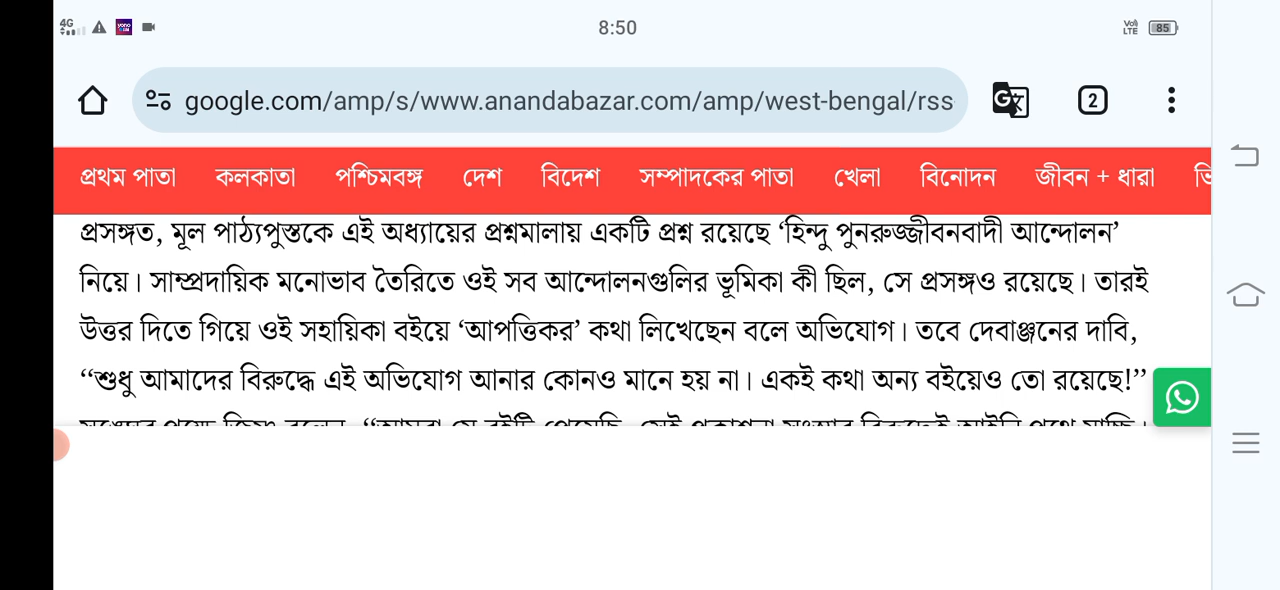 4G
8:50
Vol LTE
85
google.com/amp/s/www.anandabazar.com/amp/west-bengal/rss
2
প্রথম পাতা কলকাতা পশ্চিমবঙ্গ দেশ বিদেশ সম্পাদকের পাতা খেলা বিনোদন জীবন + ধারা ভি
প্রসঙ্গত, মূল পাঠ্যপুস্তকে এই অধ্যায়ের প্রশ্নমালায় একটি প্রশ্ন রয়েছে ‘হিন্দু পুনরুজ্জীবনবাদী আন্দোলন’
নিয়ে। সাম্প্রদায়িক মনোভাব তৈরিতে ওই সব আন্দোলনগুলির ভূমিকা কী ছিল, সে প্রসঙ্গও রয়েছে। তারই
উত্তর দিতে গিয়ে ওই সহায়িকা বইয়ে ‘আপত্তিকর’ কথা লিখেছেন বলে অভিযোগ। তবে দেবাঞ্জনের দাবি,
‘‘শুধু আমাদের বিরুদ্ধে এই অভিযোগ আনার কোনও মানে হয় না। একই কথা অন্য বইয়েও তো রয়েছে!’’